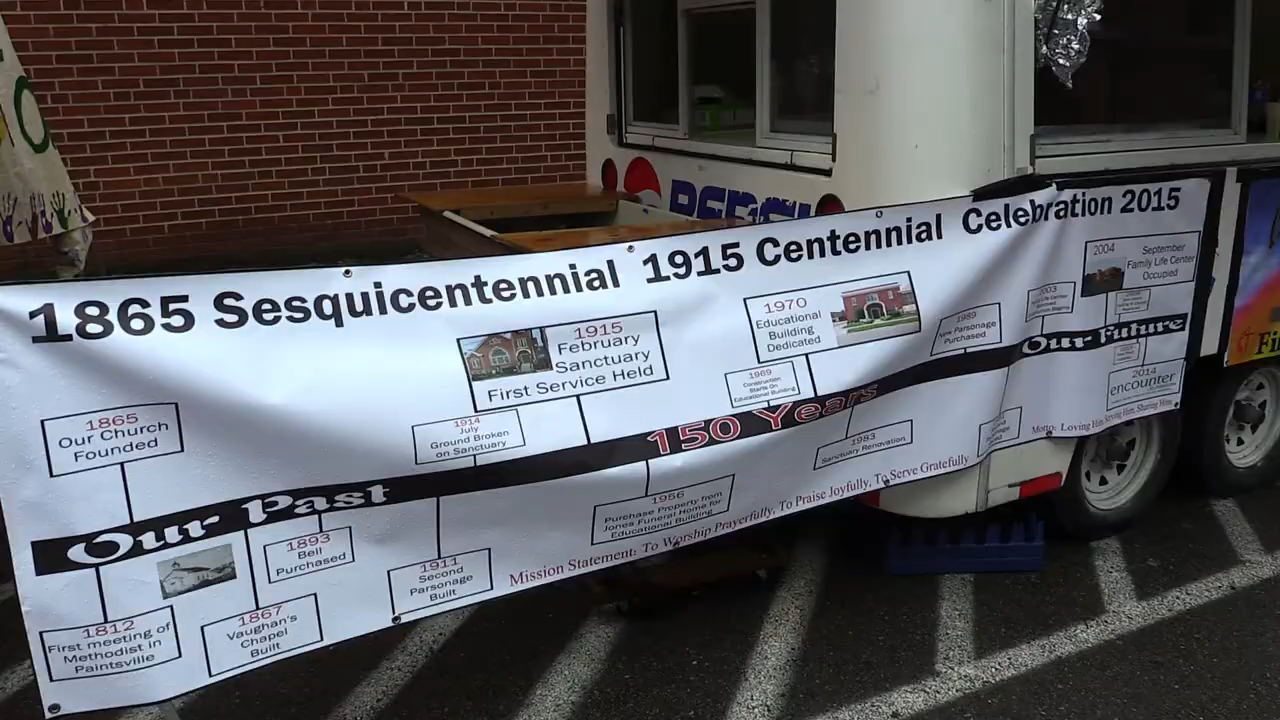 PEPSI
1865 Sesquicentennial 1915 Centennial Celebration 2015
1865
Our Church
Founded
1914
July
Ground Broken
on Sanctuary
1915
February
Sanctuary
First Service Held
1969
Construction
Starts On
Educational Building
1970
Educational
Building
Dedicated
1989
New Parsonage
Purchased
2003
Life Center
2004
September
Family Life Center
Occupied
Our Past
150 Years
Our Future
1812
First meeting of
Methodist in
Paintsville
1867
Vaughan's
Chapel
Built
1893
Bell
Purchased
1911
Second
Parsonage
Built
1956
Purchase Property from
Jones Funeral Home for
Educational Building
1983
Sanctuary Renovation
2014
encounter
Mission Statement: To Worship Prayerfully, To Praise Joyfully, To Serve Gratefully
Motto: Loving Him, Serving Him, Sharing Him.